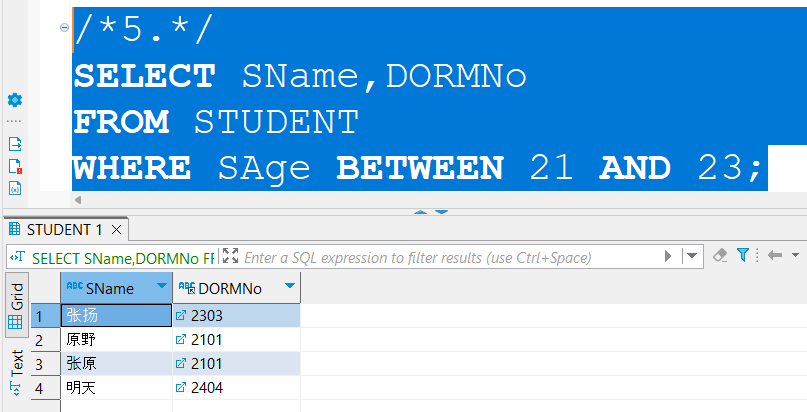 /*5.*/
SELECT SName,DORMNo
FROM STUDENT
WHERE SAge BETWEEN 21 AND 23;
STUDENT 1
SELECT SName,DORMNo FF Enter a SQL expression to filter results (use Ctrl+Space)
Grid
Text
ABC SName ABC DORMNo
1 张扬 2303
2 原野 2101
3 张原 2101
4 明天 2404